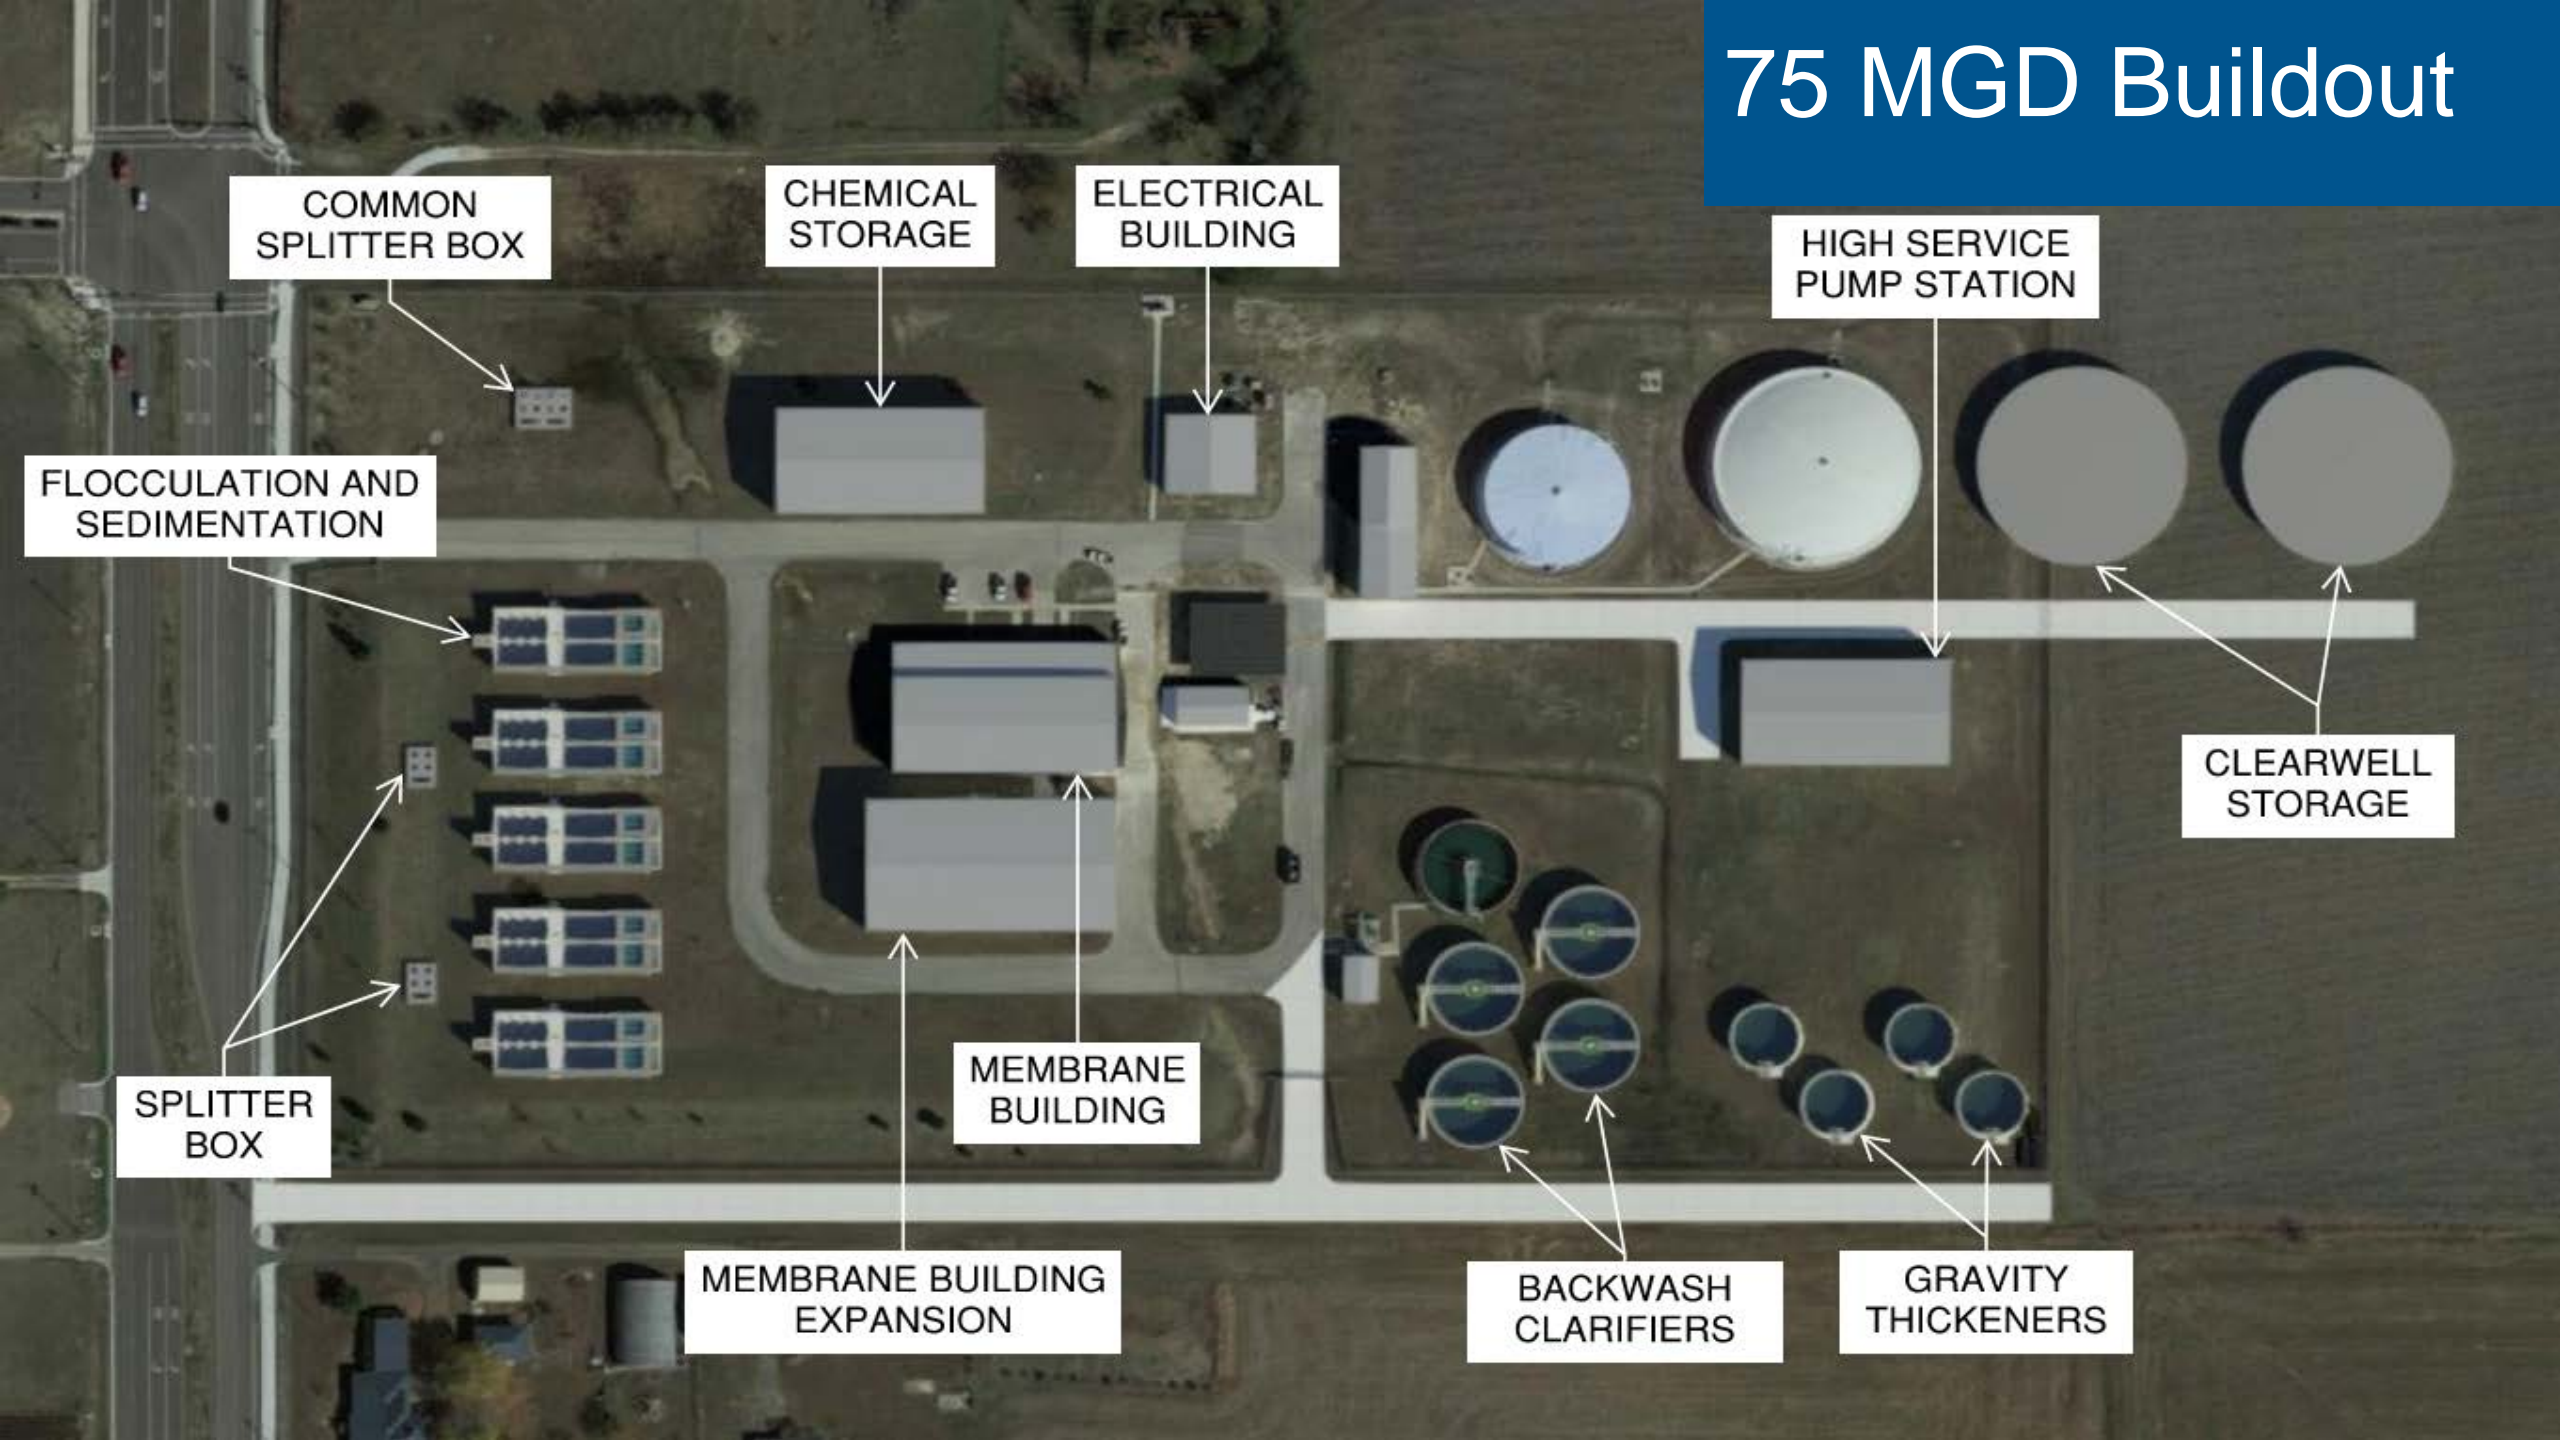 75 MGD Buildout
COMMON
SPLITTER BOX
CHEMICAL
STORAGE
ELECTRICAL
BUILDING
HIGH SERVICE
PUMP STATION
FLOCCULATION AND
SEDIMENTATION
CLEARWELL
STORAGE
SPLITTER
BOX
MEMBRANE
BUILDING
MEMBRANE BUILDING
EXPANSION
BACKWASH
CLARIFIERS
GRAVITY
THICKENERS